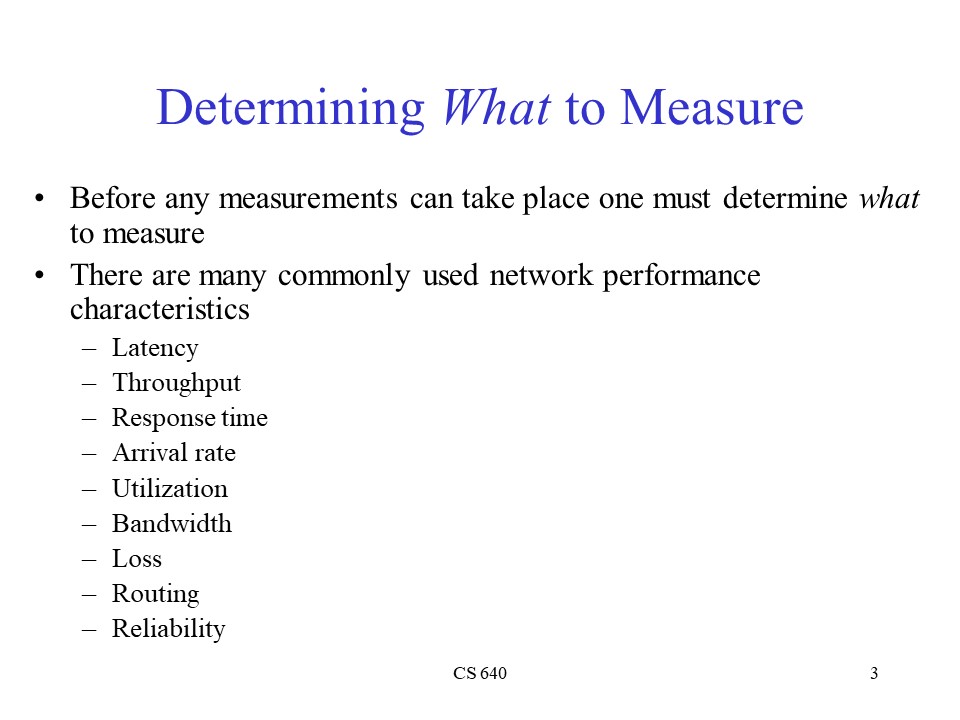 Determining What to Measure
• Before any measurements can take place one must determine what
to measure
• There are many commonly used network performance
characteristics
– Latency
– Throughput
– Response time
– Arrival rate
– Utilization
– Bandwidth
– Loss
– Routing
– Reliability
CS 640
3